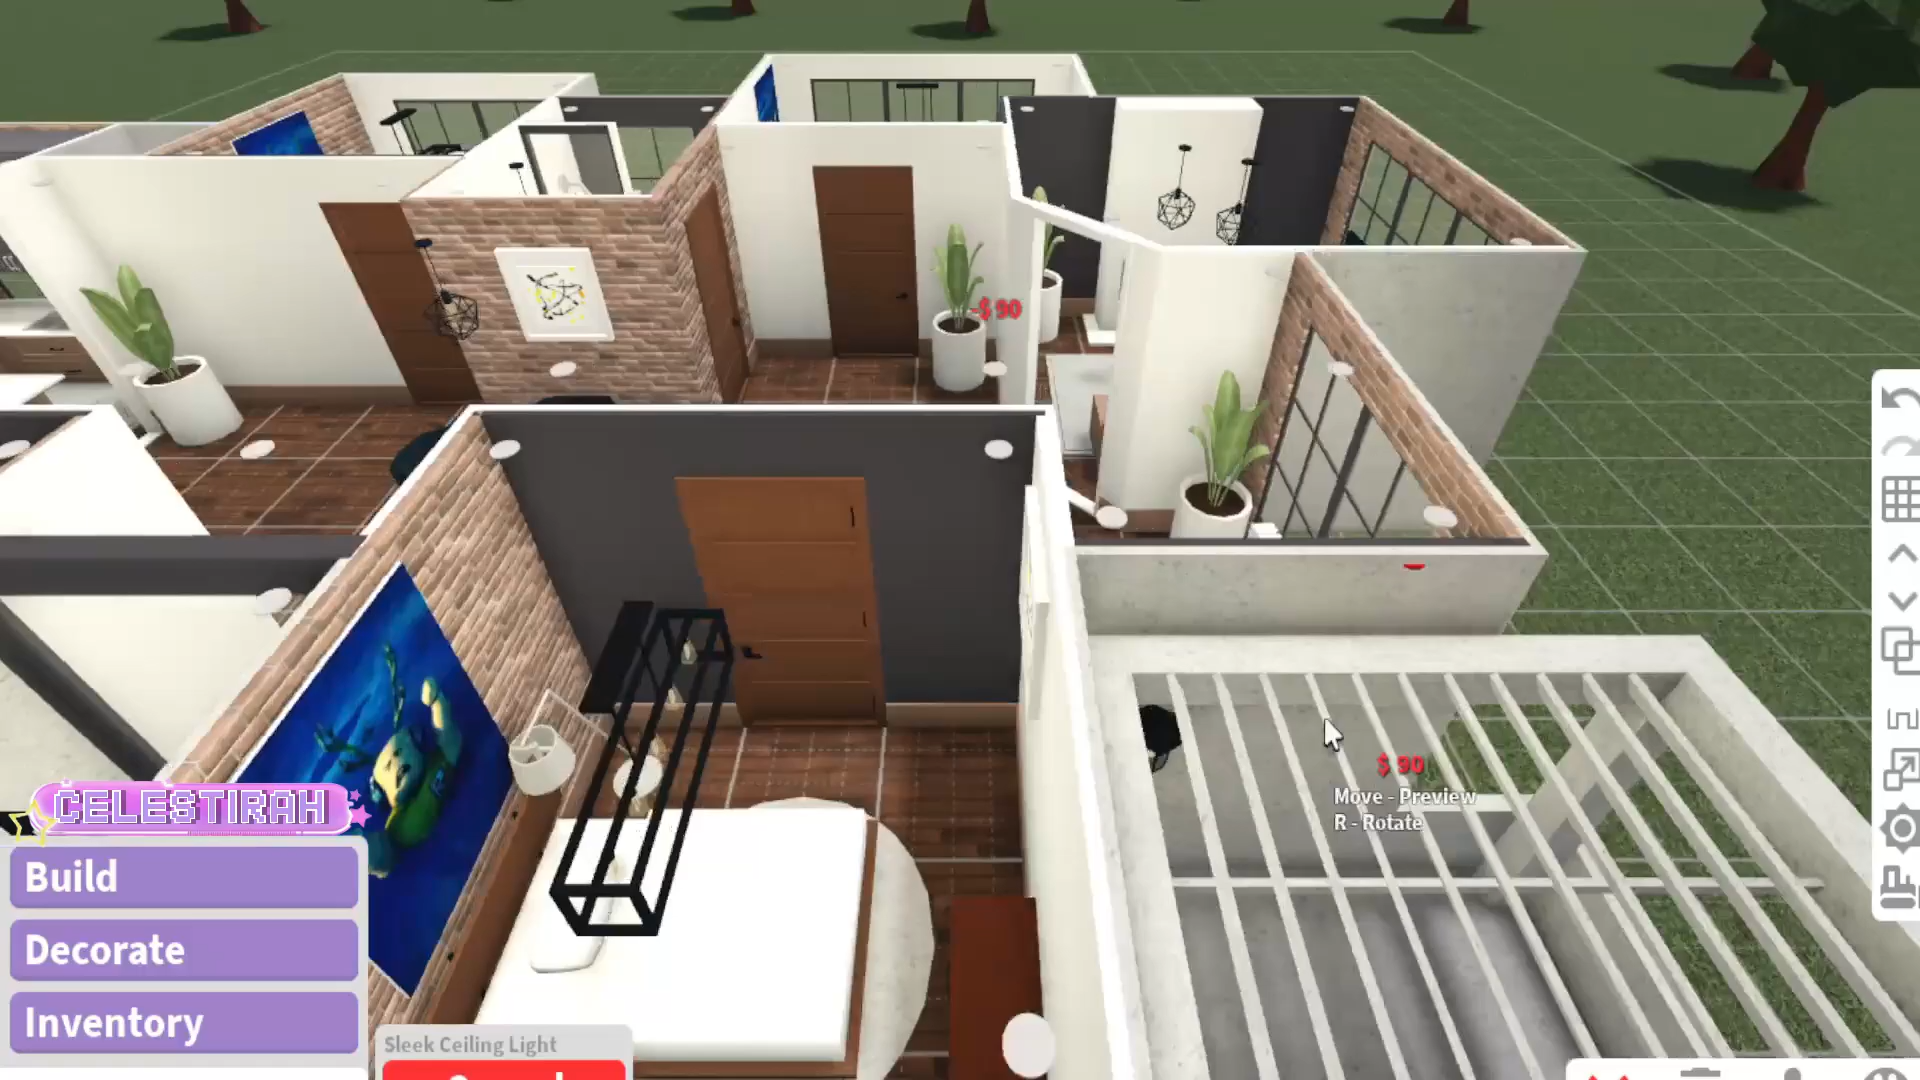 -$ 90
$ 90
Move - Preview
R - Rotate
CELESTIRAH
Build
Decorate
Inventory
Sleek Ceiling Light